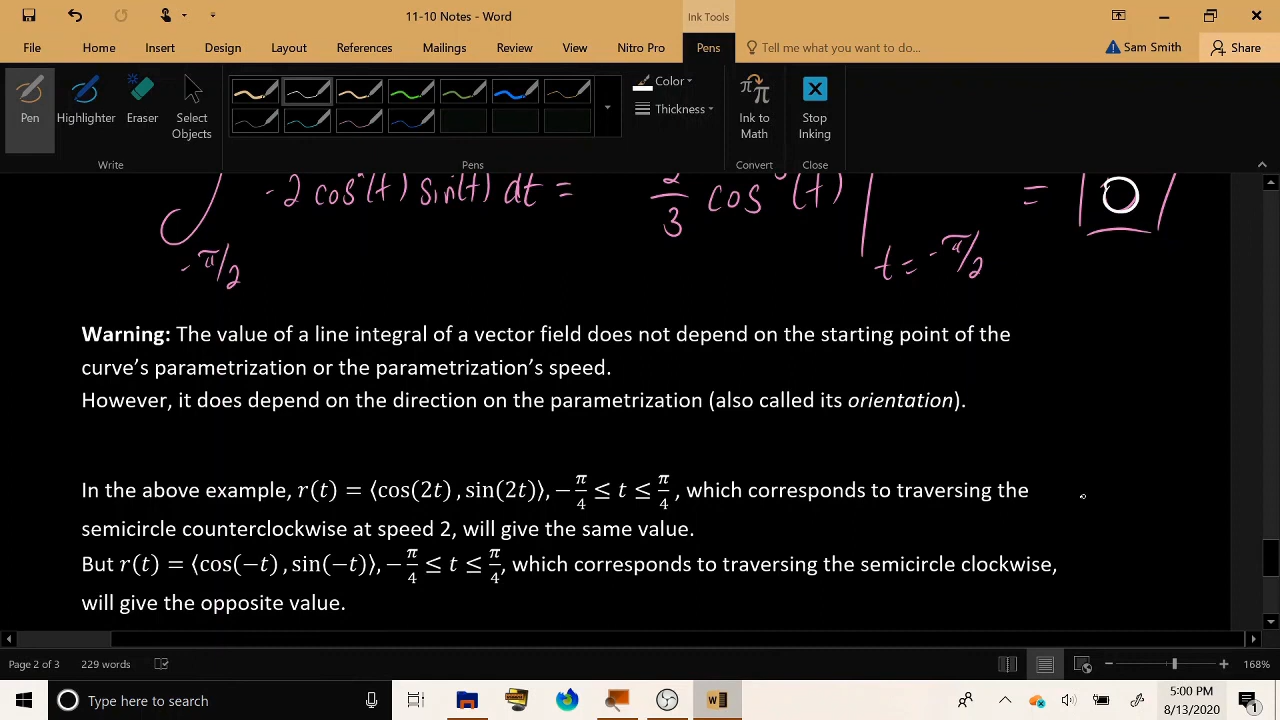 11-10 Notes - Word
Ink Tools
File Home Insert Design Layout References Mailings Review View Nitro Pro Pens Tell me what you want to do... Sam Smith Share
Pen Highlighter Eraser Select Objects
Color
Thickness
Ink to Math
Stop Inking
Write Pens Convert Close
-2 cos²(t) sin(t) dt = 2/3 cos (t) | = 0
-π/2 t = -π/2
Warning: The value of a line integral of a vector field does not depend on the starting point of the
curve's parametrization or the parametrization's speed.
However, it does depend on the direction on the parametrization (also called its orientation).
In the above example, r(t) = ⟨cos(2t) , sin(2t)⟩, −π/4 ≤ t ≤ π/4 , which corresponds to traversing the
semicircle counterclockwise at speed 2, will give the same value.
But r(t) = ⟨cos(−t) , sin(−t)⟩, −π/4 ≤ t ≤ π/4, which corresponds to traversing the semicircle clockwise,
will give the opposite value.
Page 2 of 3 229 words 168%
Type here to search
5:00 PM
8/13/2020
1